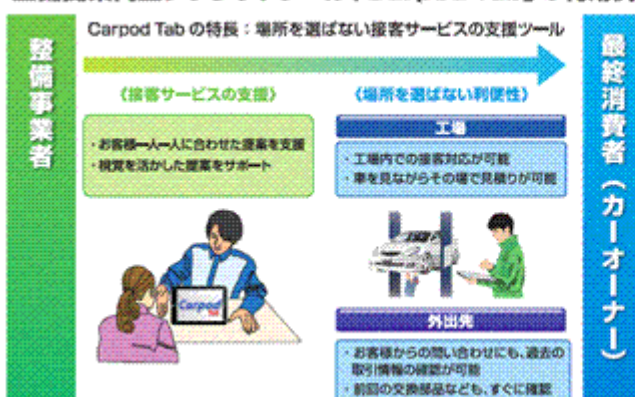 Carpod Tab の特長：場所を選ばない接客サービスの支援ツール
整備事業者
〈接客サービスの支援〉
・お客様一人一人に合わせた提案を支援
・視覚を活かした提案をサポート
Carpod
〈場所を選ばない利便性〉
工場
・工場内での接客対応が可能
・車を見ながらその場で見積りが可能
外出先
・お客様からの問い合わせにも、過去の
取引情報の確認が可能
・前回の交換部品なども、すぐに確認
最終消費者（カーオーナー）